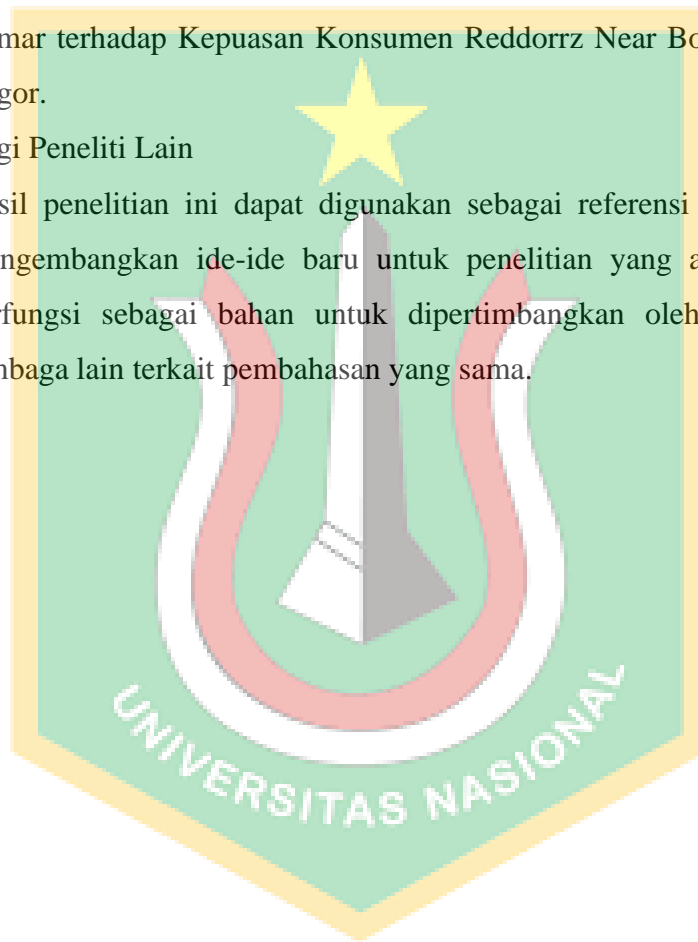 mar terhadap Kepuasan Konsumen Reddorrz Near Bo
gor.
gi Peneliti Lain
sil penelitian ini dapat digunakan sebagai referensi
ngembangkan ide-ide baru untuk penelitian yang a
rfungsi sebagai bahan untuk dipertimbangkan oleh
mbaga lain terkait pembahasan yang sama.
UNIVERSITAS NASIONAL